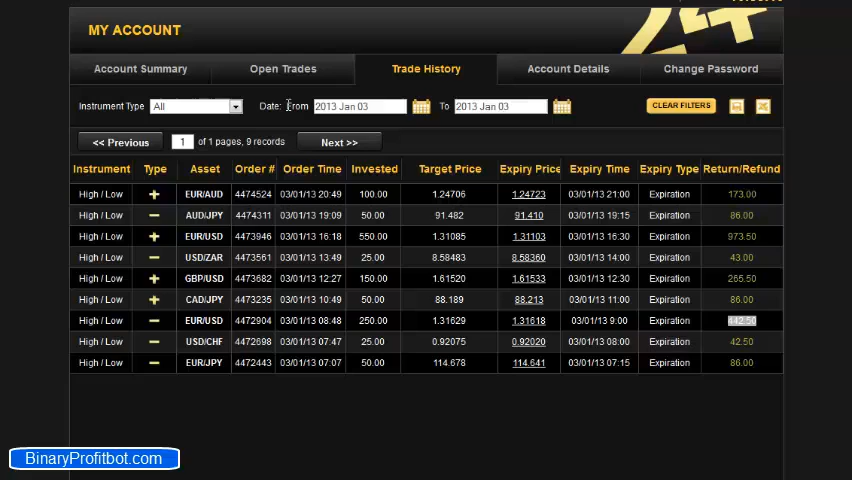 MY ACCOUNT
Account Summary Open Trades Trade History Account Details Change Password
Instrument Type All Date: From 2013 Jan 03 To 2013 Jan 03 CLEAR FILTERS
<< Previous 1 of 1 pages, 9 records Next >>
Instrument Type Asset Order # Order Time Invested Target Price Expiry Price Expiry Time Expiry Type Return/Refund
High / Low + EUR/AUD 4474524 03/01/13 20:49 100.00 1.24706 1.24723 03/01/13 21:00 Expiration 173.00
High / Low - AUD/JPY 4474311 03/01/13 19:09 50.00 91.482 91.410 03/01/13 19:15 Expiration 86.00
High / Low + EUR/USD 4473946 03/01/13 16:18 550.00 1.31085 1.31103 03/01/13 16:30 Expiration 973.50
High / Low - USD/ZAR 4473561 03/01/13 13:49 25.00 8.58483 8.58360 03/01/13 14:00 Expiration 43.00
High / Low + GBP/USD 4473682 03/01/13 12:27 150.00 1.61520 1.61533 03/01/13 12:30 Expiration 265.50
High / Low + CAD/JPY 4473235 03/01/13 10:49 50.00 88.189 88.213 03/01/13 11:00 Expiration 86.00
High / Low - EUR/USD 4472904 03/01/13 08:48 250.00 1.31629 1.31618 03/01/13 9:00 Expiration 442.50
High / Low - USD/CHF 4472698 03/01/13 07:47 25.00 0.92075 0.92020 03/01/13 08:00 Expiration 42.50
High / Low - EUR/JPY 4472443 03/01/13 07:07 50.00 114.678 114.641 03/01/13 07:15 Expiration 86.00
BinaryProfitbot.com